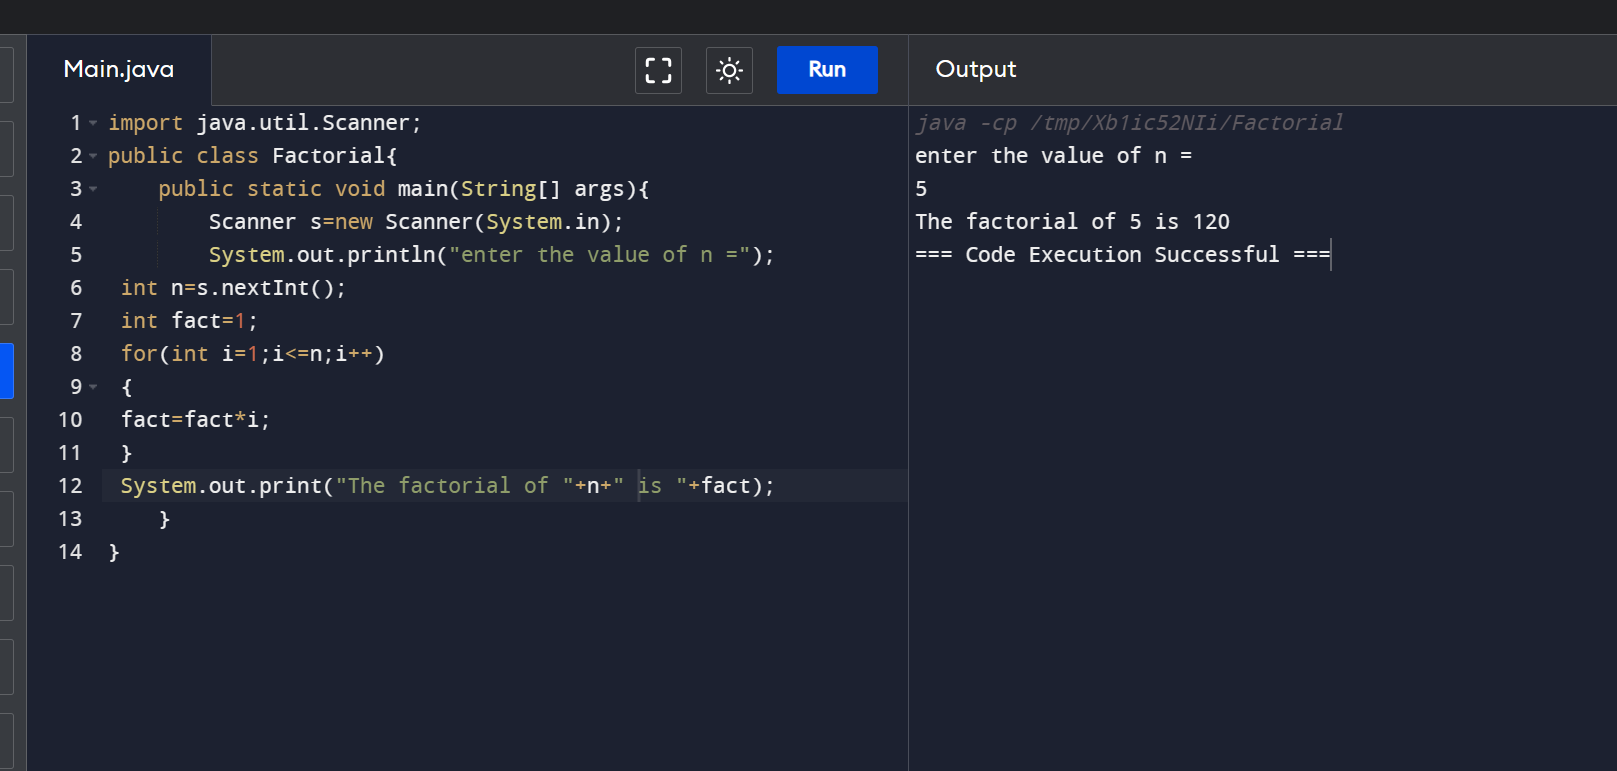 Main.java
Run
Output
1 import java.util.Scanner;
2 public class Factorial{
3     public static void main(String[] args){
4         Scanner s=new Scanner(System.in);
5         System.out.println("enter the value of n =");
6  int n=s.nextInt();
7  int fact=1;
8  for(int i=1;i<=n;i++)
9  {
10  fact=fact*i;
11  }
12  System.out.print("The factorial of "+n+" is "+fact);
13     }
14 }
java -cp /tmp/Xb1ic52NIi/Factorial
enter the value of n =
5
The factorial of 5 is 120
=== Code Execution Successful ===